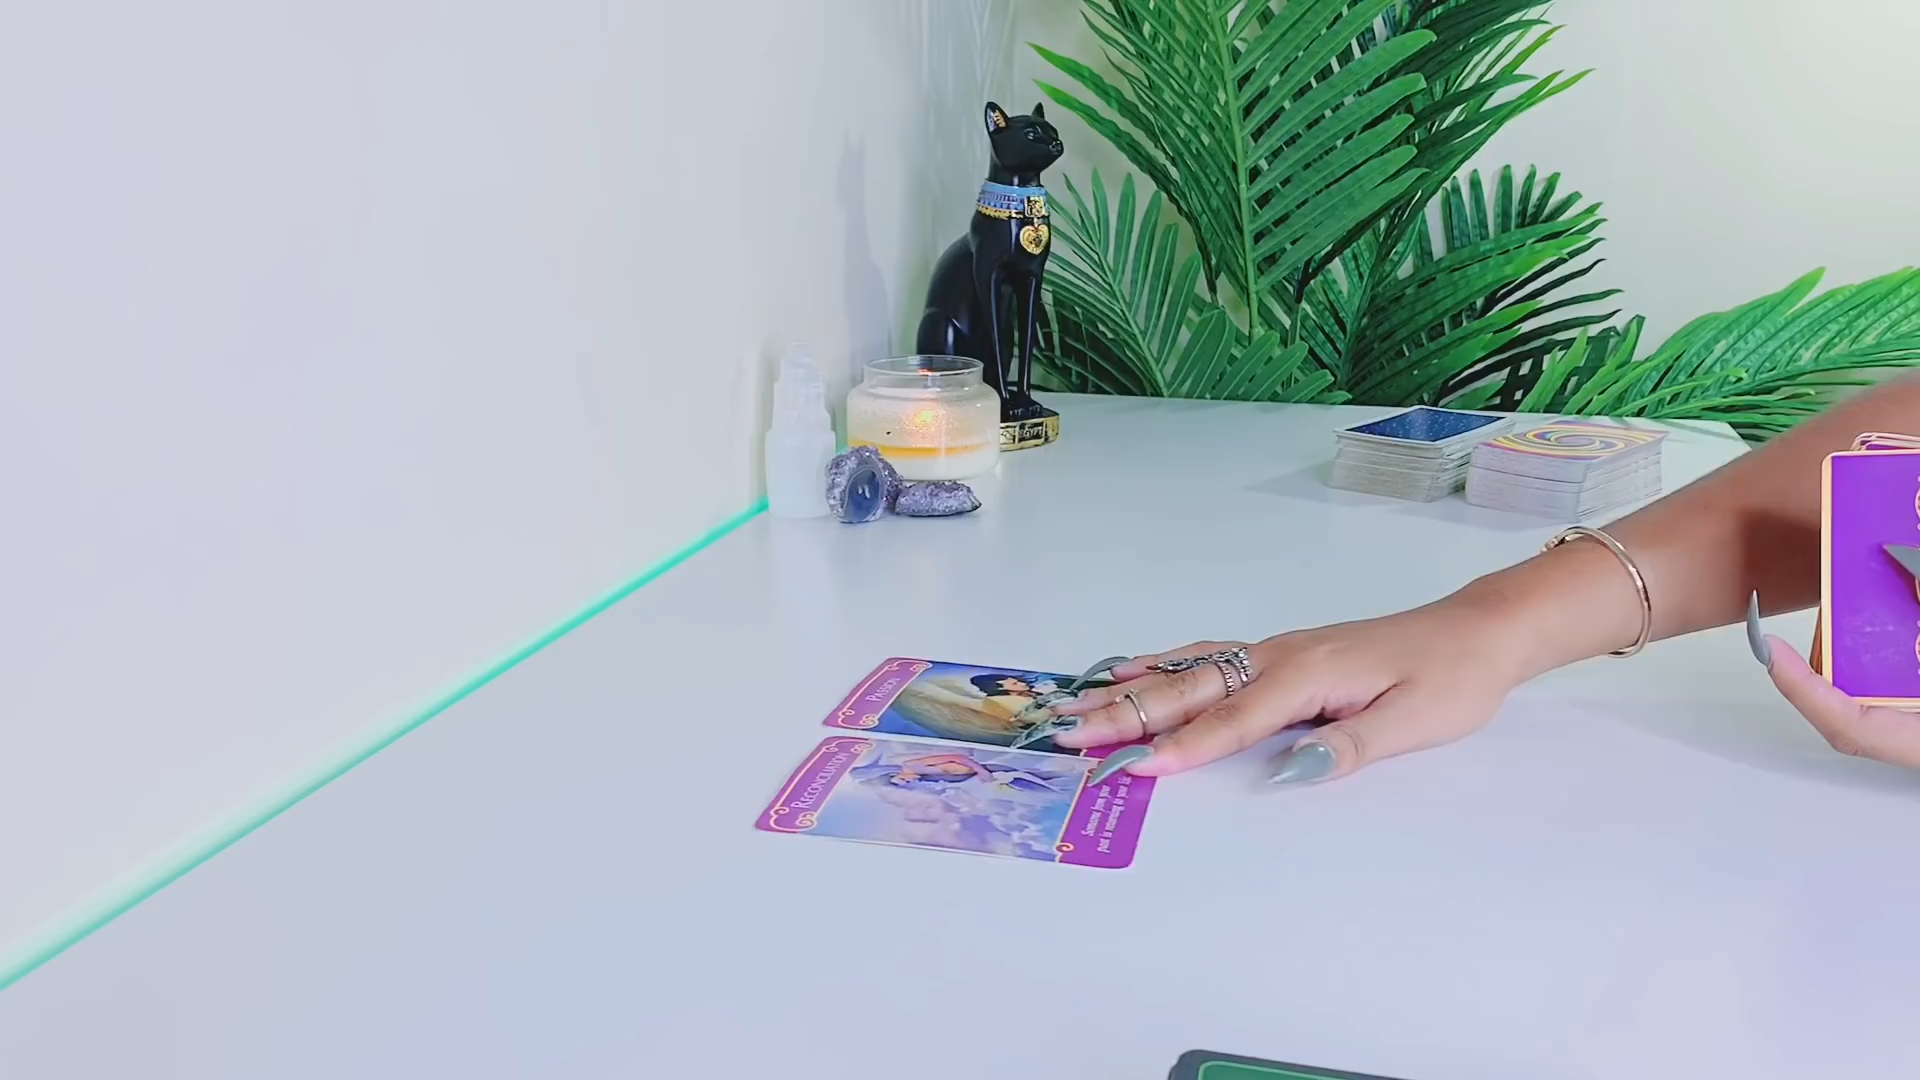 PASSION
RECONCILIATION
Someone from your
past is returning to your life.